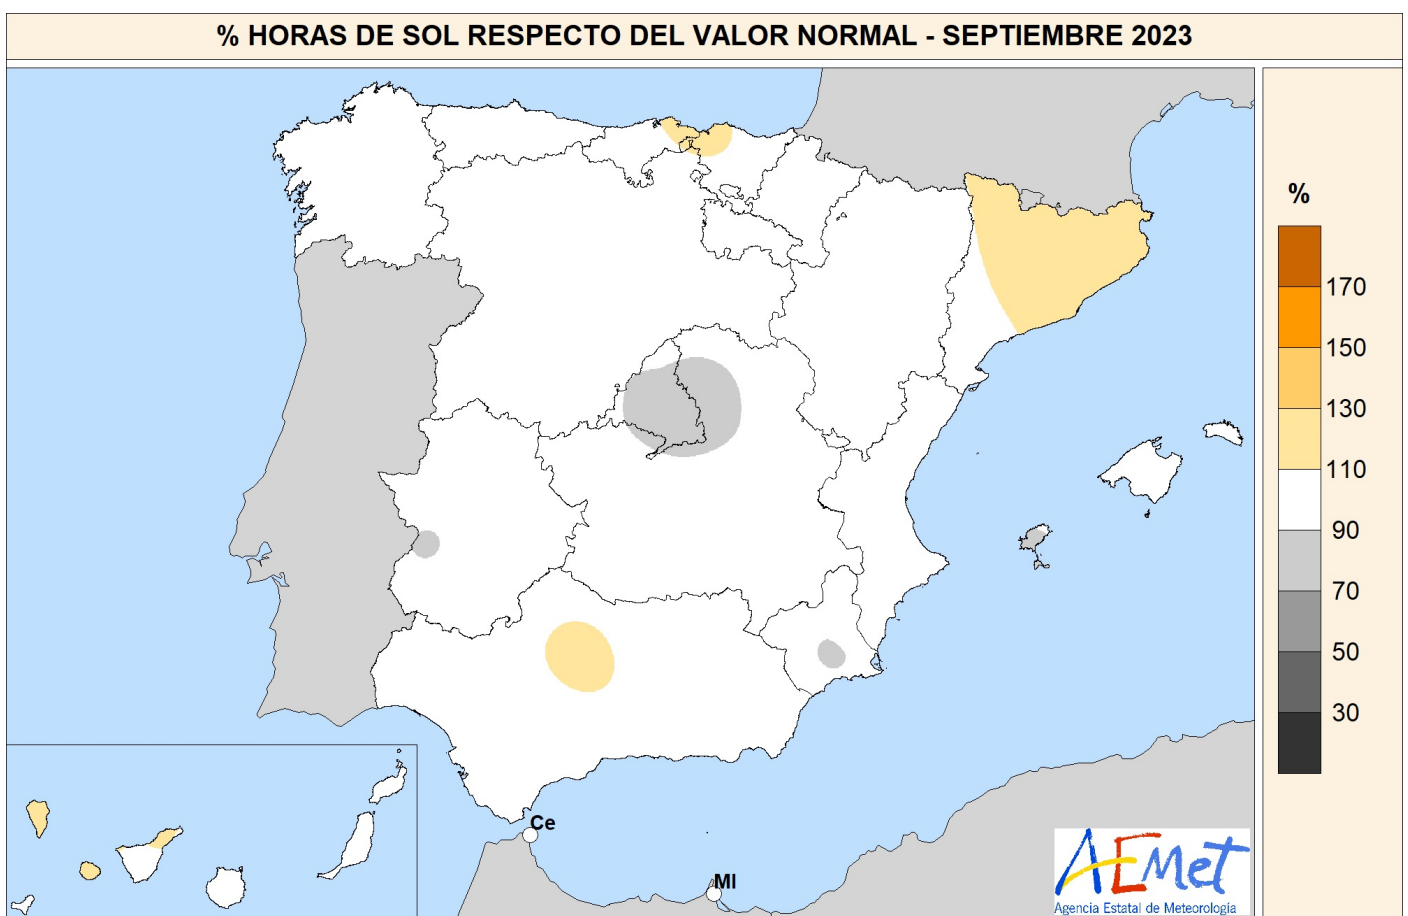 % HORAS DE SOL RESPECTO DEL VALOR NORMAL - SEPTIEMBRE 2023
%
170
150
130
110
90
70
50
30
Ce
Ml
AEMet
Agencia Estatal de Meteorología